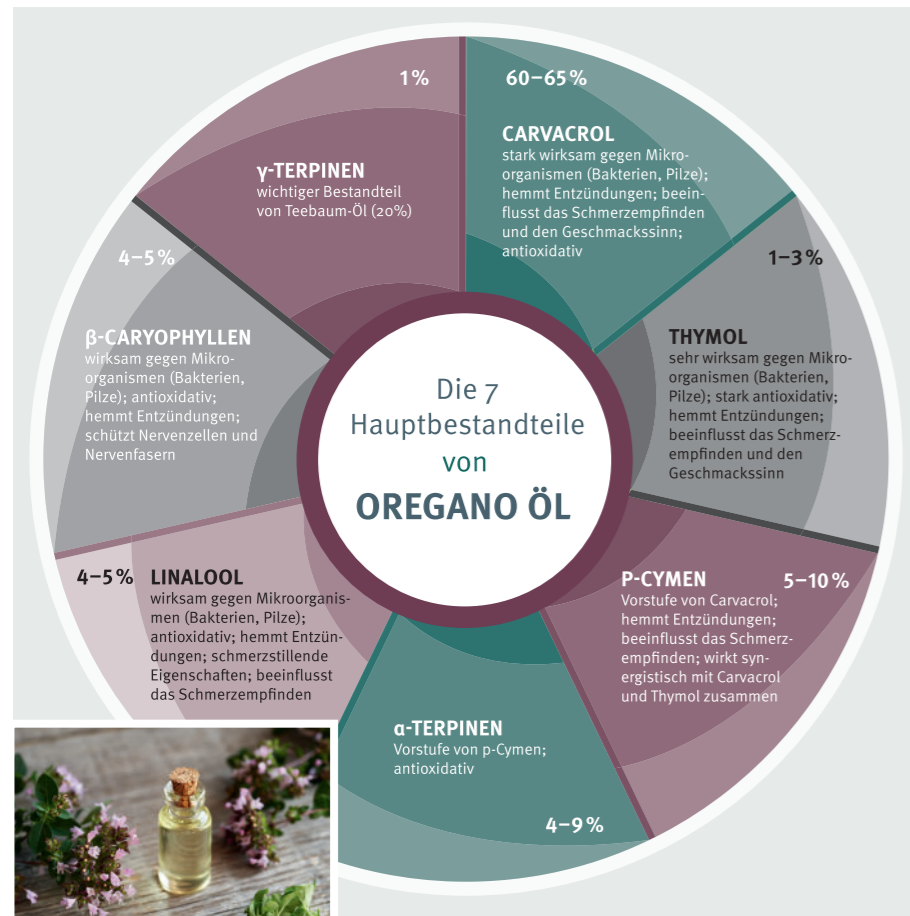 Die 7
Hauptbestandteile
von
OREGANO ÖL
60–65%
CARVACROL
stark wirksam gegen Mikro-
organismen (Bakterien, Pilze);
hemmt Entzündungen; beein-
flusst das Schmerzempfinden
und den Geschmackssinn;
antioxidativ
1–3%
THYMOL
sehr wirksam gegen Mikro-
organismen (Bakterien,
Pilze); stark antioxidativ;
hemmt Entzündungen;
beeinflusst das Schmerz-
empfinden und den
Geschmackssinn
P-CYMEN
5–10%
Vorstufe von Carvacrol;
hemmt Entzündungen;
beeinflusst das Schmerz-
empfinden; wirkt syn-
ergistisch mit Carvacrol
und Thymol zusammen
α-TERPINEN
Vorstufe von p-Cymen;
antioxidativ
4–9%
4–5%
LINALOOL
wirksam gegen Mikroorganis-
men (Bakterien, Pilze);
antioxidativ; hemmt Entzün-
dungen; schmerzstillende
Eigenschaften; beeinflusst
das Schmerzempfinden
4–5%
β-CARYOPHYLLEN
wirksam gegen Mikro-
organismen (Bakterien,
Pilze); antioxidativ;
hemmt Entzündungen;
schützt Nervenzellen und
Nervenfasern
1%
γ-TERPINEN
wichtiger Bestandteil
von Teebaum-Öl (20%)